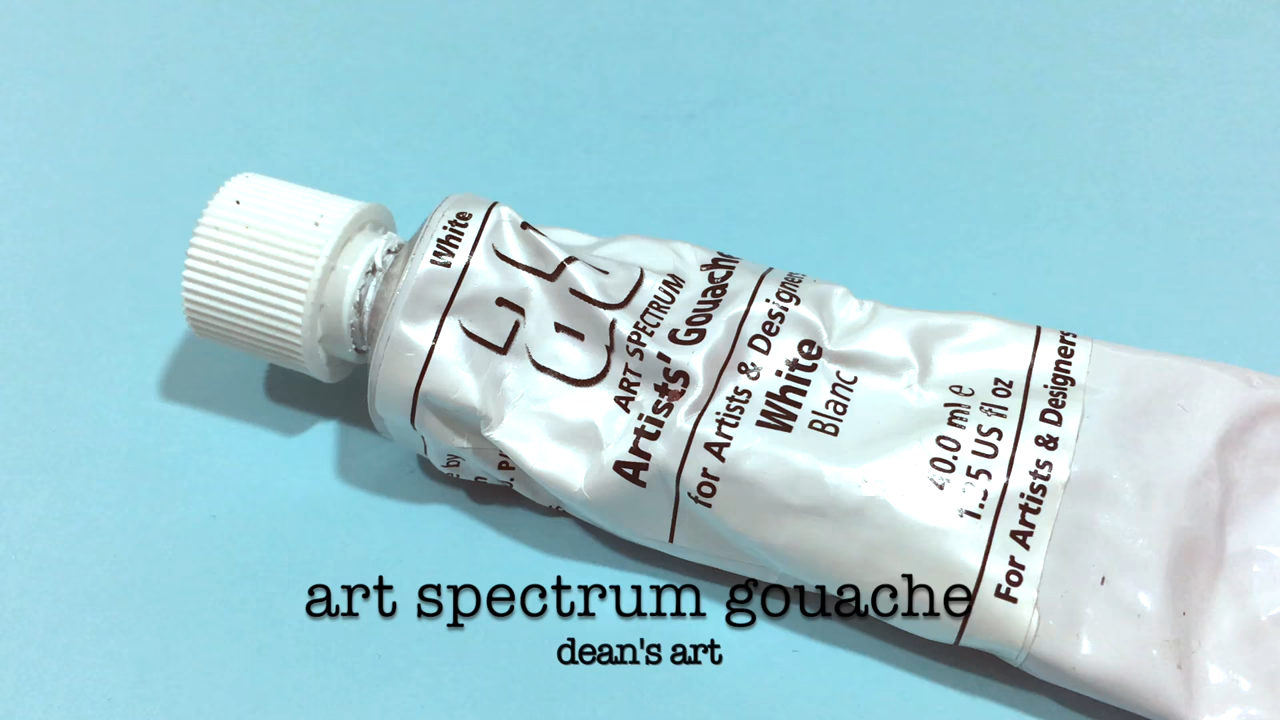 White
ART SPECTRUM
Artists' Gouache
for Artists & Designers
White
Blanc
40.0 ml e
US fl oz
For Artists & Designers
by
art spectrum gouache
dean's art